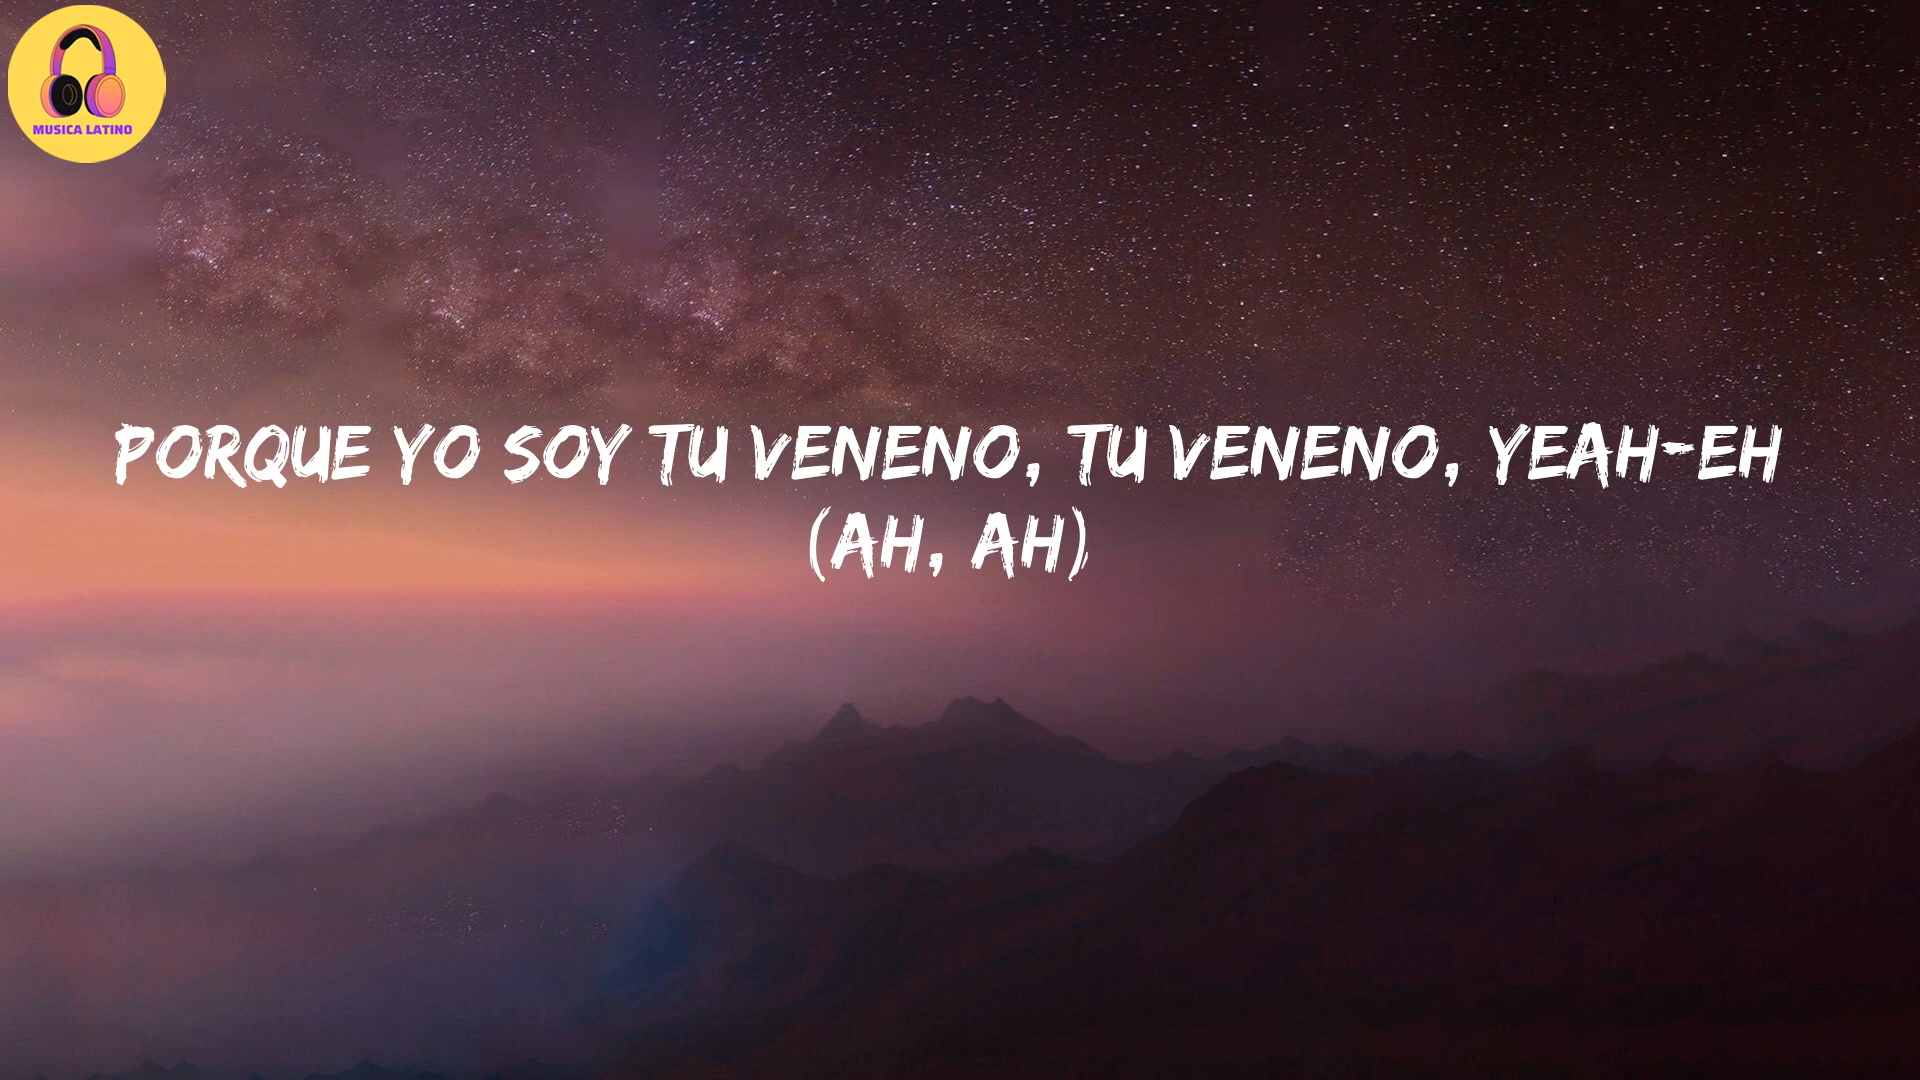 MUSICA LATINO
PORQUE YO SOY TU VENENO, TU VENENO, YEAH-EH
(AH, AH)